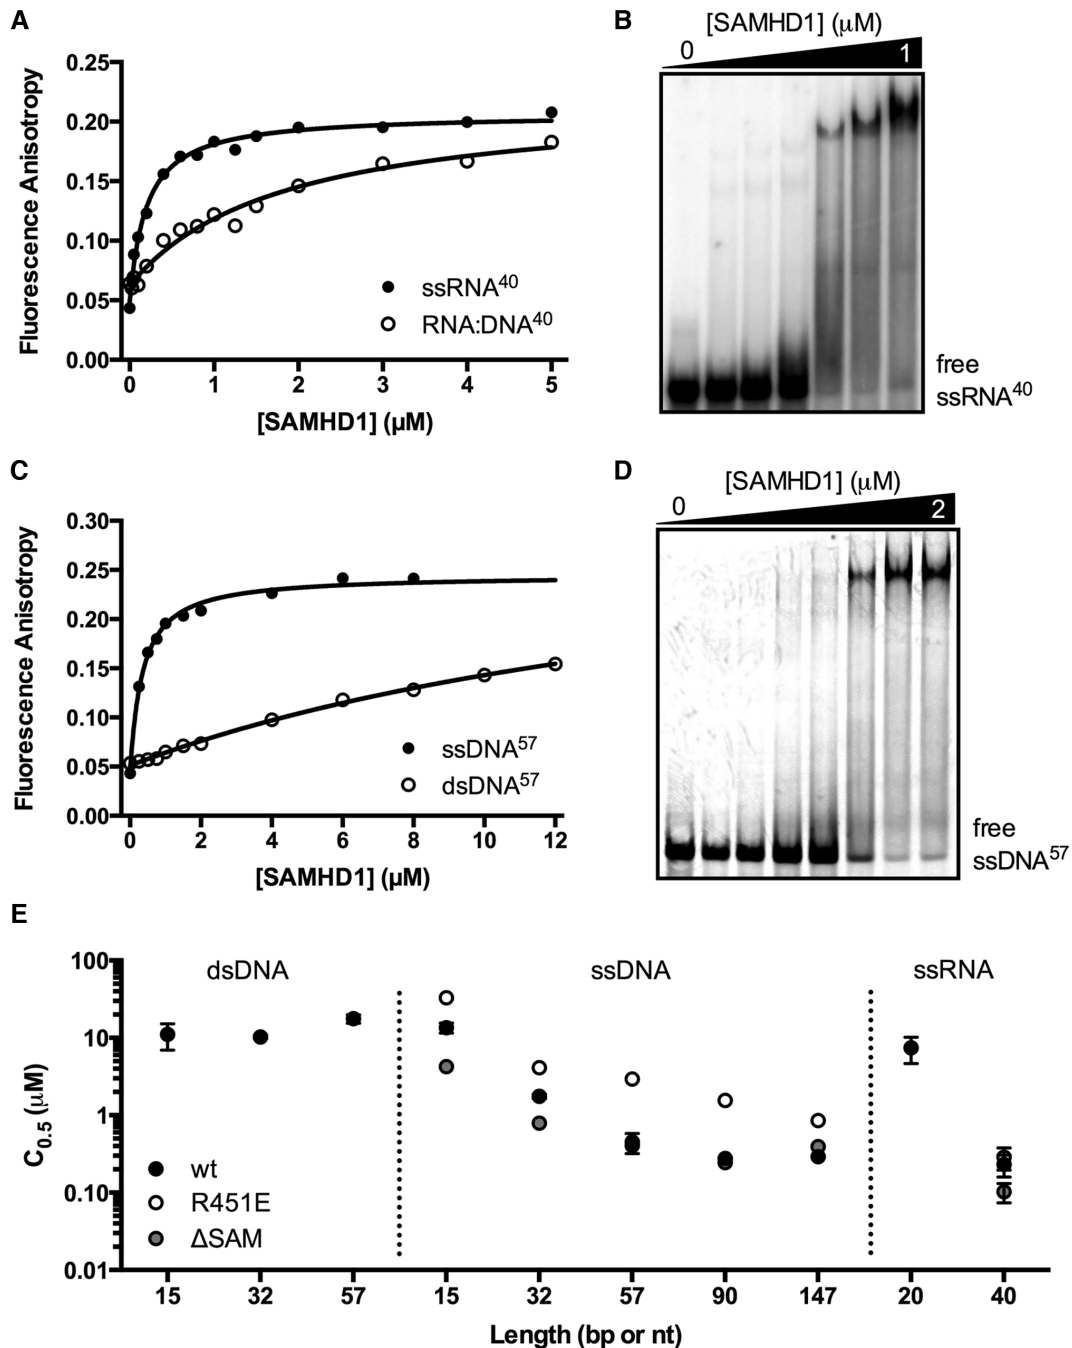 A
0.25
0.20
0.15
0.10
0.05
0.00
Fluorescence Anisotropy
ssRNA⁴⁰
RNA:DNA⁴⁰
0 1 2 3 4 5
[SAMHD1] (µM)
B
[SAMHD1] (µM)
0 1
free
ssRNA⁴⁰
C
0.30
0.25
0.20
0.15
0.10
0.05
0.00
Fluorescence Anisotropy
ssDNA⁵⁷
dsDNA⁵⁷
0 2 4 6 8 10 12
[SAMHD1] (µM)
D
[SAMHD1] (µM)
0 2
free
ssDNA⁵⁷
E
dsDNA ssDNA ssRNA
100
10
1
0.10
0.01
C₀.₅ (µM)
wt
R451E
ΔSAM
15 32 57 15 32 57 90 147 20 40
Length (bp or nt)